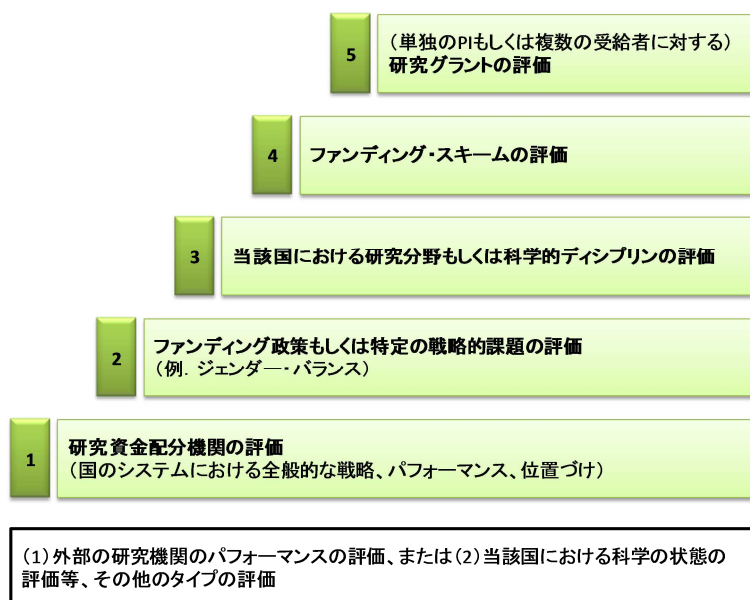 5
（単独のPIもしくは複数の受給者に対する）
研究グラントの評価
4
ファンディング・スキームの評価
3
当該国における研究分野もしくは科学的ディシプリンの評価
2
ファンディング政策もしくは特定の戦略的課題の評価
（例．ジェンダー・バランス）
1
研究資金配分機関の評価
（国のシステムにおける全般的な戦略、パフォーマンス、位置づけ）
（1）外部の研究機関のパフォーマンスの評価、または（2）当該国における科学の状態の
評価等、その他のタイプの評価